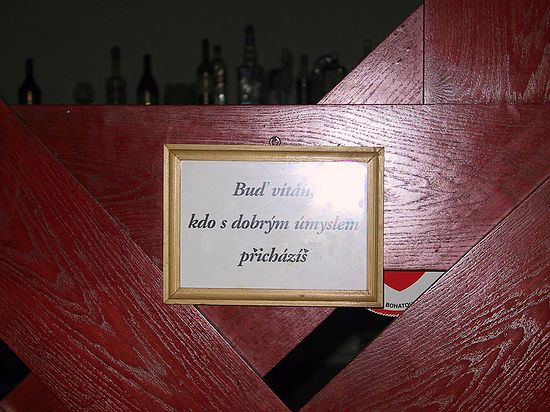 Buď vítán,
kdo s dobrým úmyslem
přicházíš